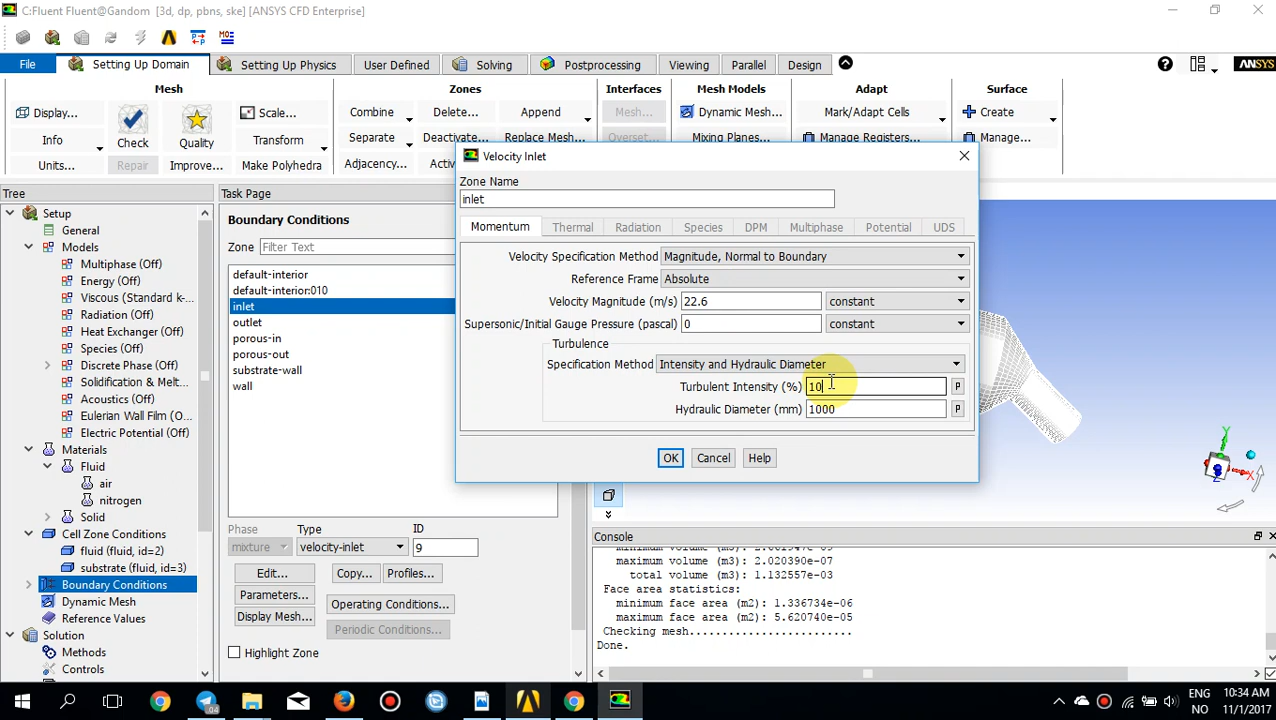 C:Fluent Fluent@Gandom [3d, dp, pbns, ske] [ANSYS CFD Enterprise]
File
Setting Up Domain
Setting Up Physics
User Defined
Solving
Postprocessing
Viewing
Parallel
Design
ANSYS
Mesh
Zones
Interfaces
Mesh Models
Adapt
Surface
Display...
Check
Quality
Scale...
Combine
Delete...
Append
Mesh...
Dynamic Mesh...
Mark/Adapt Cells
Create
Info
Transform
Separate
Deactivate...
Replace Mesh...
Overset...
Mixing Planes...
Manage Registers...
Manage...
Units...
Repair
Improve...
Make Polyhedra
Adjacency...
Tree
Task Page
Setup
General
Models
Multiphase (Off)
Energy (Off)
Viscous (Standard k-...
Radiation (Off)
Heat Exchanger (Off)
Species (Off)
Discrete Phase (Off)
Solidification & Melt...
Acoustics (Off)
Eulerian Wall Film (Off)
Electric Potential (Off)
Materials
Fluid
air
nitrogen
Solid
Cell Zone Conditions
fluid (fluid, id=2)
substrate (fluid, id=3)
Boundary Conditions
Dynamic Mesh
Reference Values
Solution
Methods
Controls
Boundary Conditions
Zone Filter Text
default-interior
default-interior:010
inlet
outlet
porous-in
porous-out
substrate-wall
wall
Phase Type ID
mixture velocity-inlet 9
Edit... Copy... Profiles...
Parameters... Operating Conditions...
Display Mesh... Periodic Conditions...
Highlight Zone
Velocity Inlet
Zone Name
inlet
Momentum Thermal Radiation Species DPM Multiphase Potential UDS
Velocity Specification Method Magnitude, Normal to Boundary
Reference Frame Absolute
Velocity Magnitude (m/s) 22.6 constant
Supersonic/Initial Gauge Pressure (pascal) 0 constant
Turbulence
Specification Method Intensity and Hydraulic Diameter
Turbulent Intensity (%) 10 P
Hydraulic Diameter (mm) 1000 P
OK Cancel Help
Y
X
Z
Console
maximum volume (m3): 2.020390e-07
total volume (m3): 1.132557e-03
Face area statistics:
minimum face area (m2): 1.336734e-06
maximum face area (m2): 5.620740e-05
Checking mesh........................
Done.
ENG 10:34 AM
NO 11/1/2017